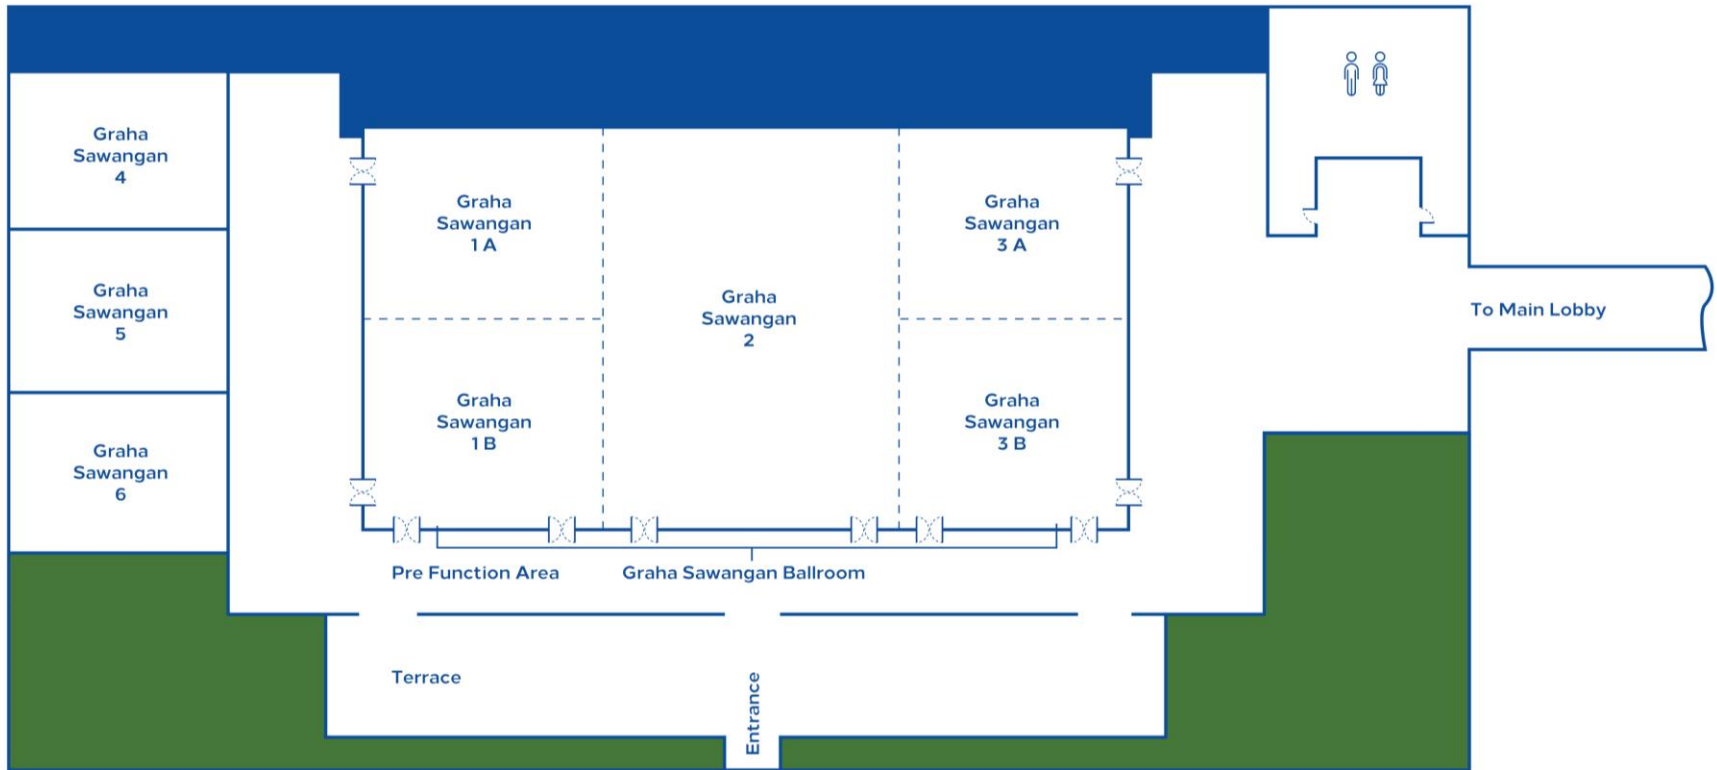 Graha
Sawangan
4
Graha
Sawangan
1 A
Graha
Sawangan
3 A
Graha
Sawangan
5
Graha
Sawangan
2
To Main Lobby
Graha
Sawangan
6
Graha
Sawangan
1 B
Graha
Sawangan
3 B
Pre Function Area
Graha Sawangan Ballroom
Terrace
Entrance